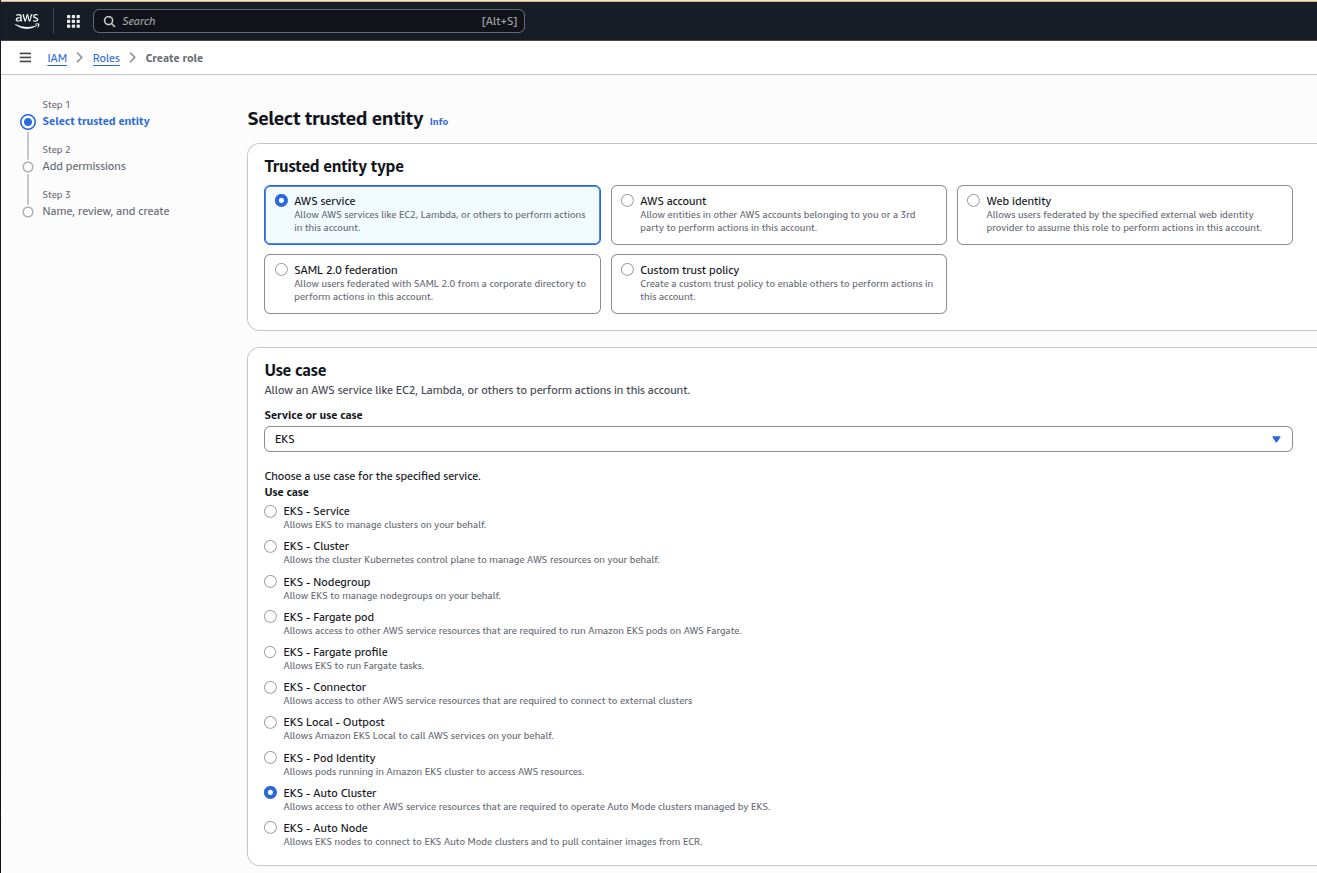 aws
Search [Alt+S]
IAM > Roles > Create role
Step 1
Select trusted entity
Step 2
Add permissions
Step 3
Name, review, and create
Select trusted entity Info
Trusted entity type
AWS service
Allow AWS services like EC2, Lambda, or others to perform actions
in this account.
AWS account
Allow entities in other AWS accounts belonging to you or a 3rd
party to perform actions in this account.
Web identity
Allows users federated by the specified external web identity
provider to assume this role to perform actions in this account.
SAML 2.0 federation
Allow users federated with SAML 2.0 from a corporate directory to
perform actions in this account.
Custom trust policy
Create a custom trust policy to enable others to perform actions in
this account.
Use case
Allow an AWS service like EC2, Lambda, or others to perform actions in this account.
Service or use case
EKS
Choose a use case for the specified service.
Use case
EKS - Service
Allows EKS to manage clusters on your behalf.
EKS - Cluster
Allows the cluster Kubernetes control plane to manage AWS resources on your behalf.
EKS - Nodegroup
Allow EKS to manage nodegroups on your behalf.
EKS - Fargate pod
Allows access to other AWS service resources that are required to run Amazon EKS pods on AWS Fargate.
EKS - Fargate profile
Allows EKS to run Fargate tasks.
EKS - Connector
Allows access to other AWS service resources that are required to connect to external clusters
EKS Local - Outpost
Allows Amazon EKS Local to call AWS services on your behalf.
EKS - Pod Identity
Allows pods running in Amazon EKS cluster to access AWS resources.
EKS - Auto Cluster
Allows access to other AWS service resources that are required to operate Auto Mode clusters managed by EKS.
EKS - Auto Node
Allows EKS nodes to connect to EKS Auto Mode clusters and to pull container images from ECR.